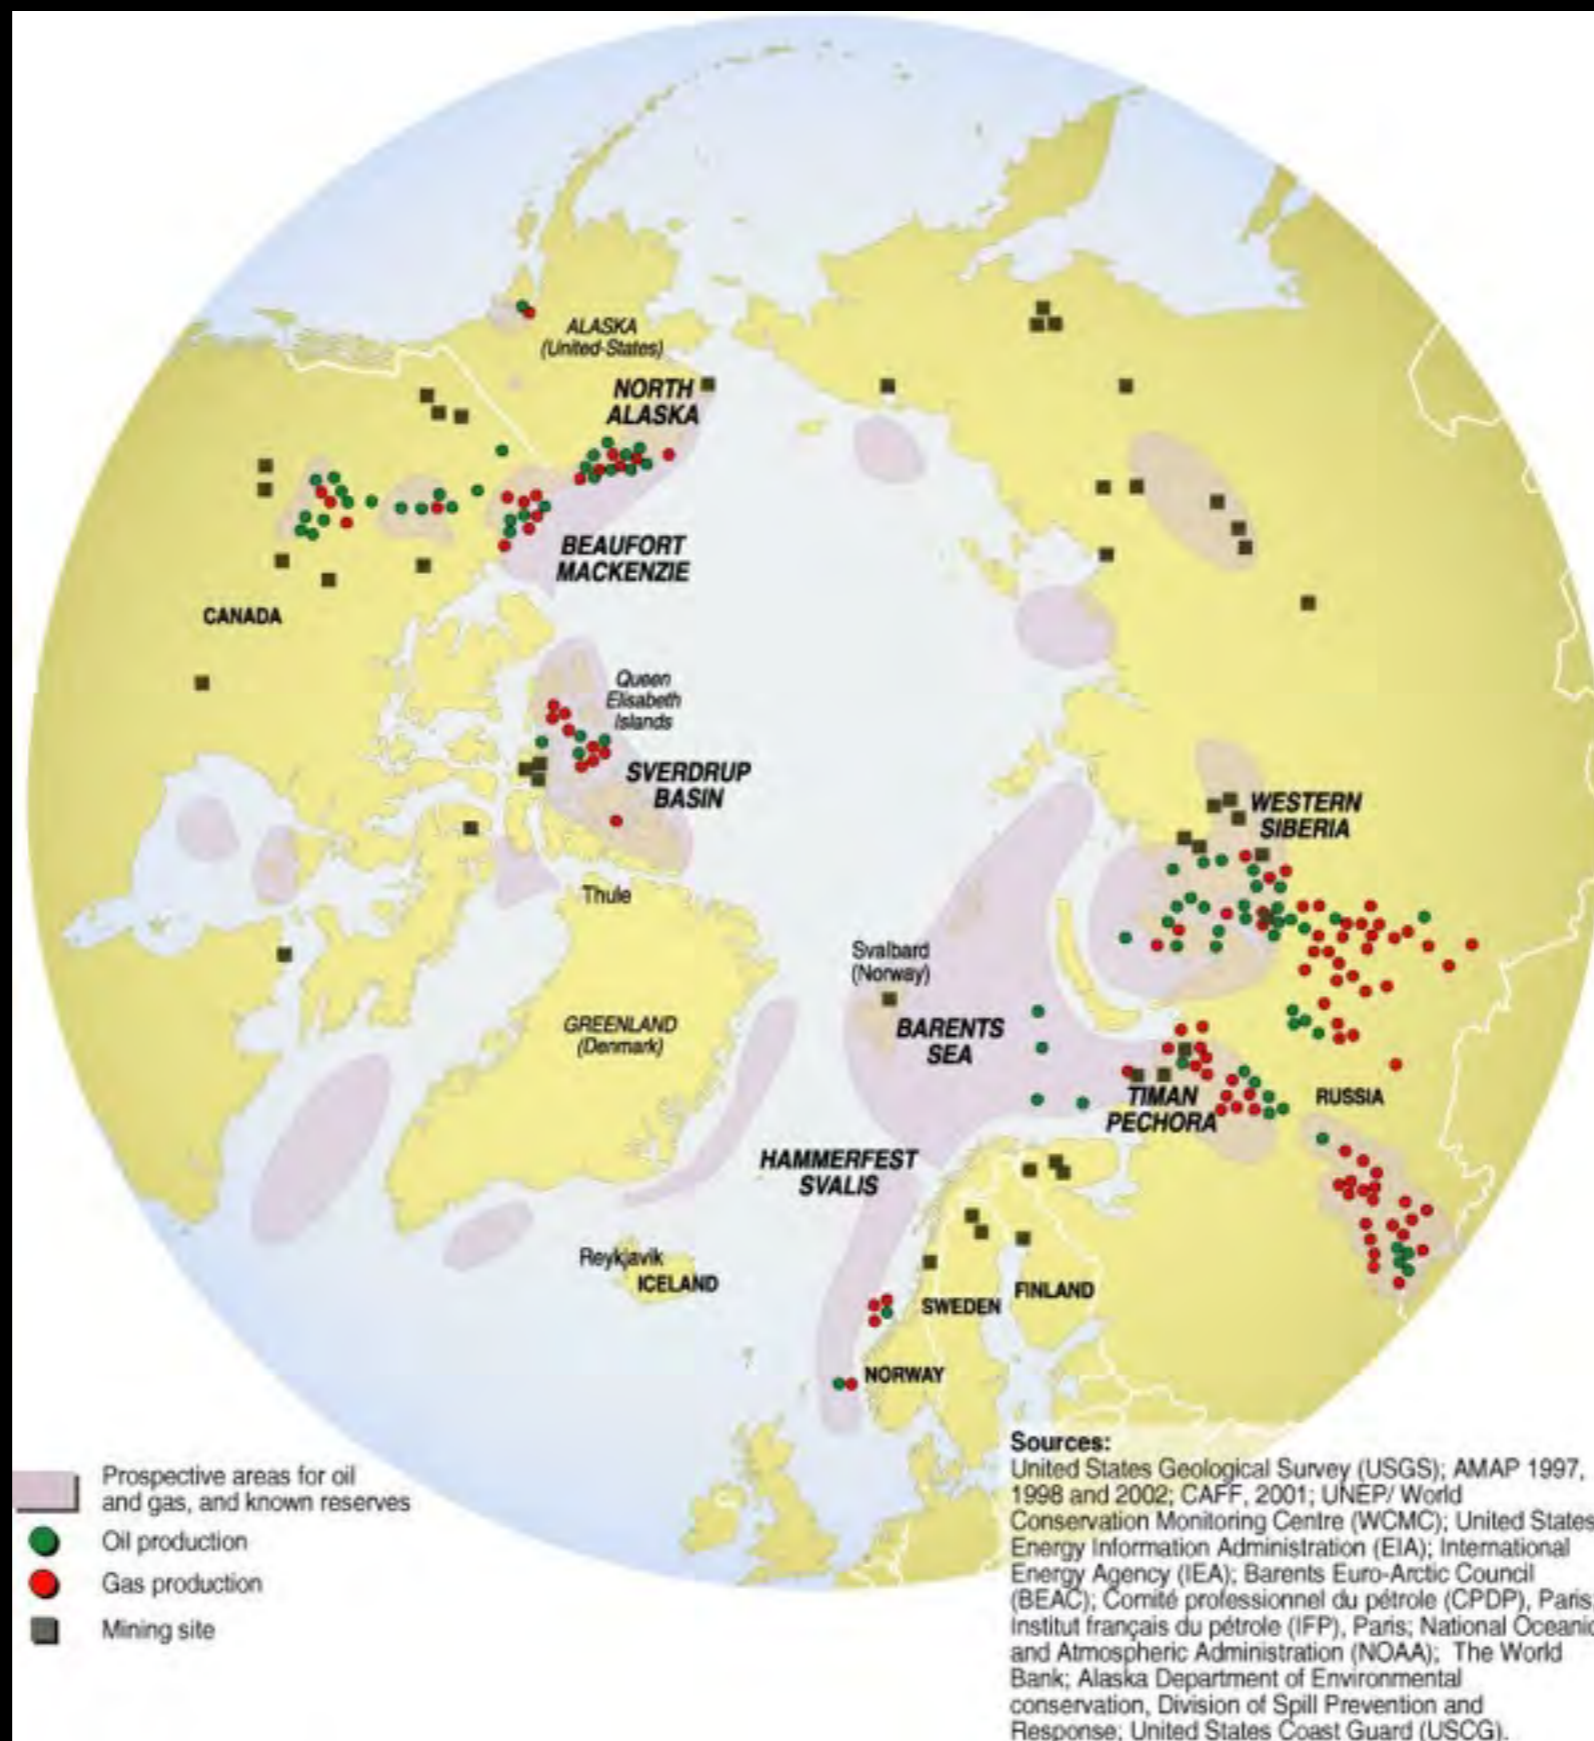 ALASKA
(United-States)
NORTH
ALASKA
BEAUFORT
MACKENZIE
CANADA
Queen
Elisabeth
Islands
SVERDRUP
BASIN
WESTERN
SIBERIA
Thule
Svalbard
(Norway)
GREENLAND
(Denmark)
BARENTS
SEA
TIMAN
PECHORA
RUSSIA
HAMMERFEST
SVALIS
Reykjavik
ICELAND
FINLAND
SWEDEN
NORWAY
Prospective areas for oil
and gas, and known reserves
Oil production
Gas production
Mining site
Sources:
United States Geological Survey (USGS); AMAP 1997,
1998 and 2002; CAFF, 2001; UNEP/ World
Conservation Monitoring Centre (WCMC); United States
Energy Information Administration (EIA); International
Energy Agency (IEA); Barents Euro-Arctic Council
(BEAC); Comité professionnel du pétrole (CPDP), Paris
Institut français du pétrole (IFP), Paris; National Oceanic
and Atmospheric Administration (NOAA); The World
Bank; Alaska Department of Environmental
conservation, Division of Spill Prevention and
Response; United States Coast Guard (USCG).